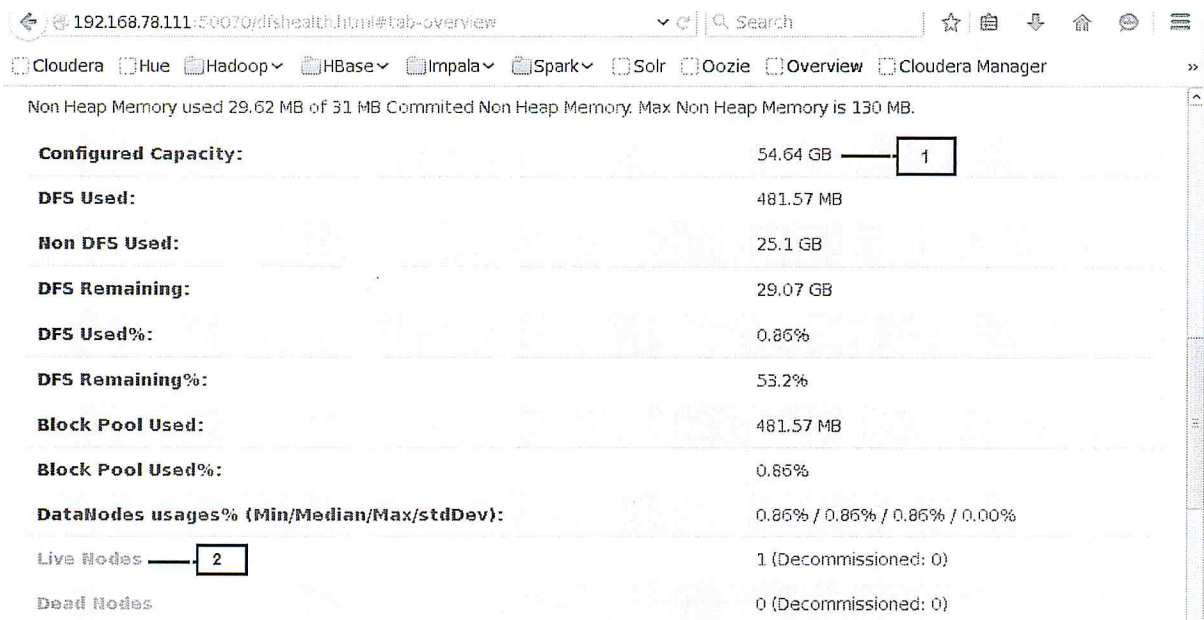 192.168.78.111:50070/dfshealth.html#tab-overview Search
Cloudera Hue Hadoop HBase Impala Spark Solr Oozie Overview Cloudera Manager »
Non Heap Memory used 29.62 MB of 31 MB Commited Non Heap Memory. Max Non Heap Memory is 130 MB.
Configured Capacity: 54.64 GB 1
DFS Used: 481.57 MB
Non DFS Used: 25.1 GB
DFS Remaining: 29.07 GB
DFS Used%: 0.86%
DFS Remaining%: 53.2%
Block Pool Used: 481.57 MB
Block Pool Used%: 0.86%
DataNodes usages% (Min/Median/Max/stdDev): 0.86% / 0.86% / 0.86% / 0.00%
Live Nodes 2 1 (Decommissioned: 0)
Dead Nodes 0 (Decommissioned: 0)